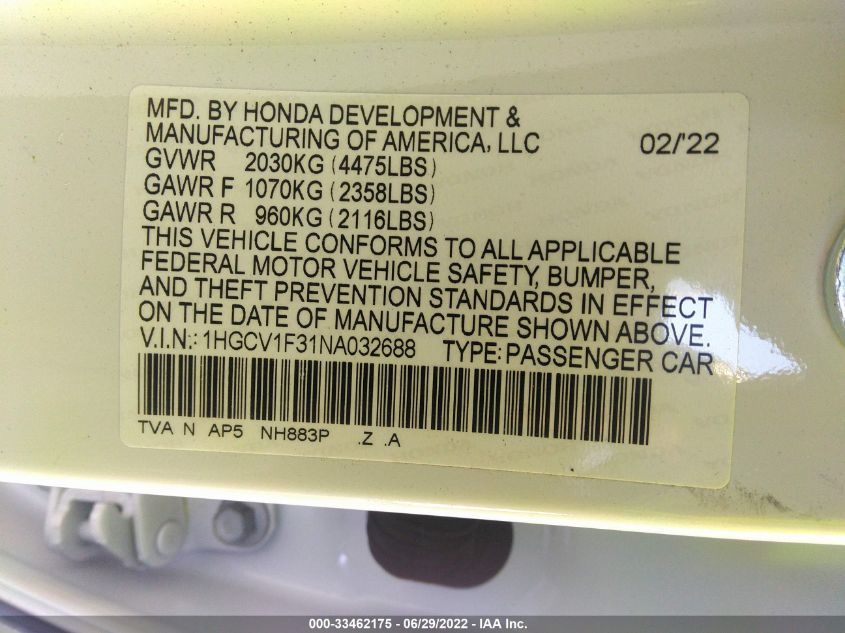 MFD. BY HONDA DEVELOPMENT &
MANUFACTURING OF AMERICA, LLC 02/'22
GVWR 2030KG (4475LBS)
GAWR F 1070KG (2358LBS)
GAWR R 960KG (2116LBS)
THIS VEHICLE CONFORMS TO ALL APPLICABLE
FEDERAL MOTOR VEHICLE SAFETY, BUMPER,
AND THEFT PREVENTION STANDARDS IN EFFECT
ON THE DATE OF MANUFACTURE SHOWN ABOVE.
V.I.N.: 1HGCV1F31NA032688 TYPE: PASSENGER CAR
TVA N AP5 NH883P .Z .A
000-33462175 - 06/29/2022 - IAA Inc.